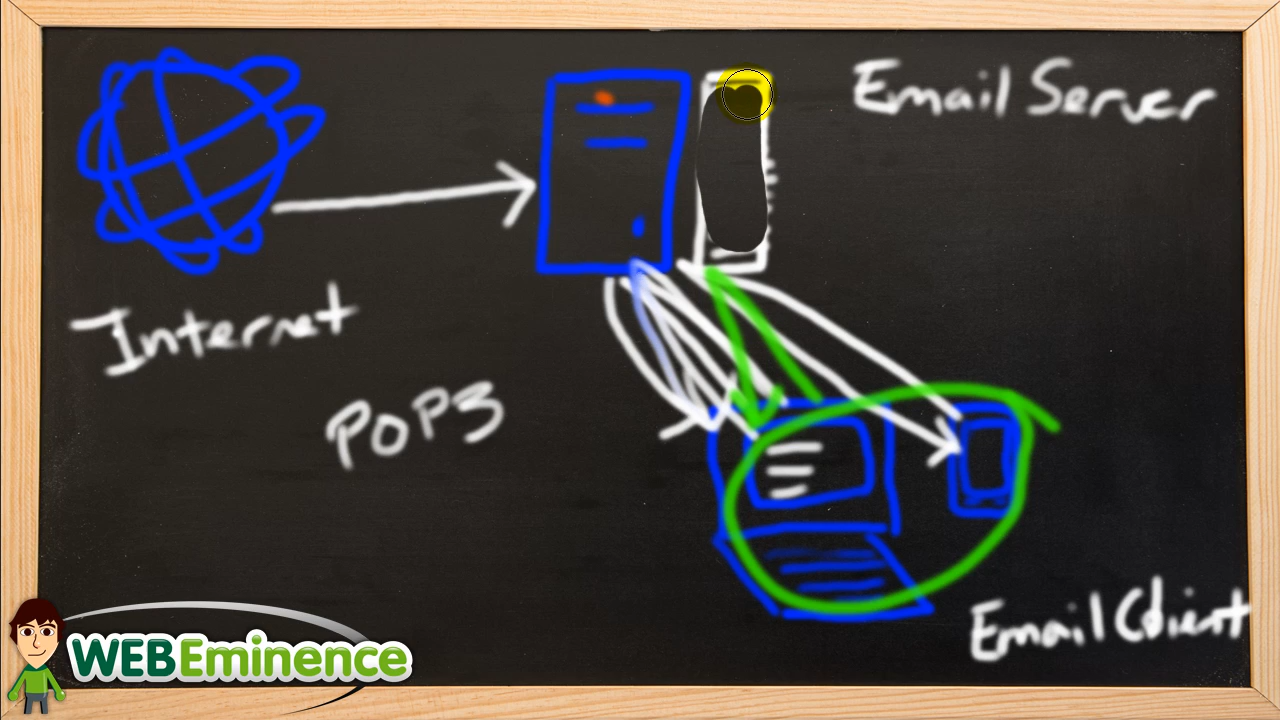 Email Server
Internet
POP3
Email Client
WEBEminence